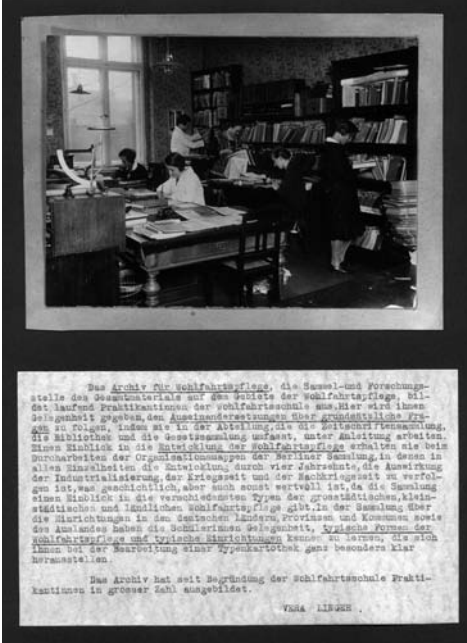 Das Archiv für Wohlfahrtspflege, die Sammel-und Forschungs-
stelle des Gesamtmaterials auf dem Gebiete der Wohlfahrtspflege, bil-
det laufend Praktikantinnen der Wohlfahrtsschule aus. Hier wird ihnen
Gelegenheit gegeben, den Auseinandersetzungen über grundsätzliche Fra-
gen zu folgen, indem sie in der Abteilung, die die Zeitschriftensammlung,
die Bibliothek und die Gesetzsammlung umfasst, unter Anleitung arbeiten.
Einen Einblick in die Entwicklung der Wohlfahrtspflege erhalten sie beim
Durcharbeiten der Organisationsmappen der Berliner Sammlung, in denen in
allen Einzelheiten die Entwicklung durch vier Jahrzehnte, die Auswirkung
der Industrialisierung, der Kriegszeit und der Nachkriegszeit zu verfol-
gen ist, was geschichtlich, aber auch sonst wertvoll ist, da die Sammlung
einen Einblick in die verschiedensten Typen der grosstädtischen, klein-
städtischen und ländlichen Wohlfahrtspflege gibt. In der Sammlung über
die Einrichtungen in den deutschen Ländern, Provinzen und Kommunen sowie
des Auslandes haben die Schülerinnen Gelegenheit, typische Formen der
Wohlfahrtspflege und typische Einrichtungen kennen zu lernen, die sich
ihnen bei der Bearbeitung einer Typenkartothek ganz besonders klar
herausstellen.
Das Archiv hat seit Begründung der Wohlfahrtsschule Prakti-
kantinnen in grosser Zahl ausgebildet.
VERA LINGEH .